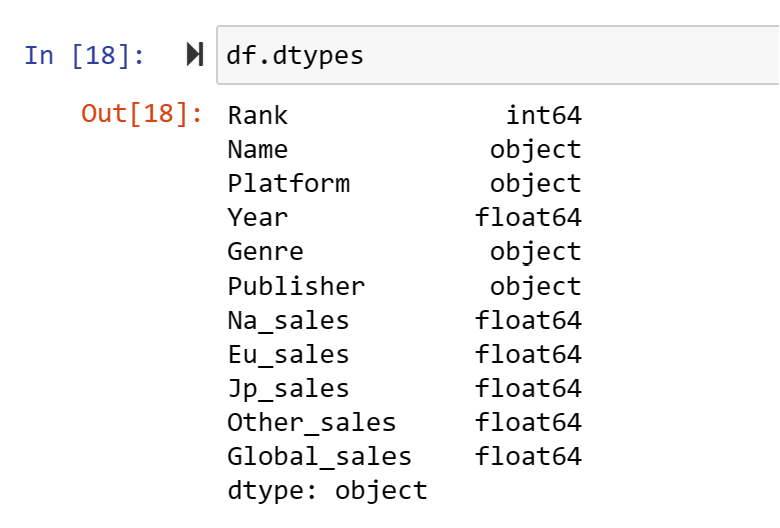 In [18]: df.dtypes
Out[18]: Rank int64
Name object
Platform object
Year float64
Genre object
Publisher object
Na_sales float64
Eu_sales float64
Jp_sales float64
Other_sales float64
Global_sales float64
dtype: object